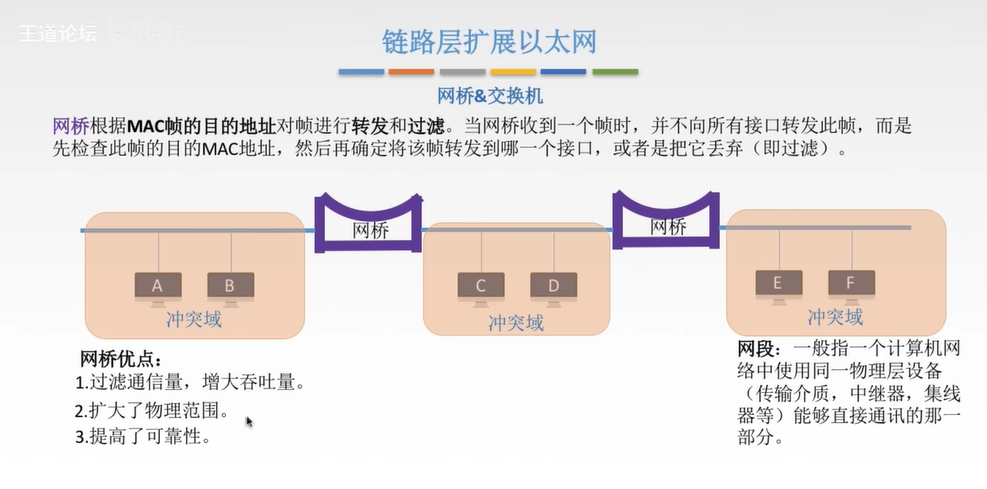 王道论坛
链路层扩展以太网
网桥&交换机
网桥根据MAC帧的目的地址对帧进行转发和过滤。当网桥收到一个帧时，并不向所有接口转发此帧，而是
先检查此帧的目的MAC地址，然后再确定将该帧转发到哪一个接口，或者是把它丢弃（即过滤）。
网桥
网桥
A
B
C
D
E
F
冲突域
冲突域
冲突域
网桥优点：
1.过滤通信量，增大吞吐量。
2.扩大了物理范围。
3.提高了可靠性。
网段：一般指一个计算机网
络中使用同一物理层设备
（传输介质，中继器，集线
器等）能够直接通讯的那一
部分。